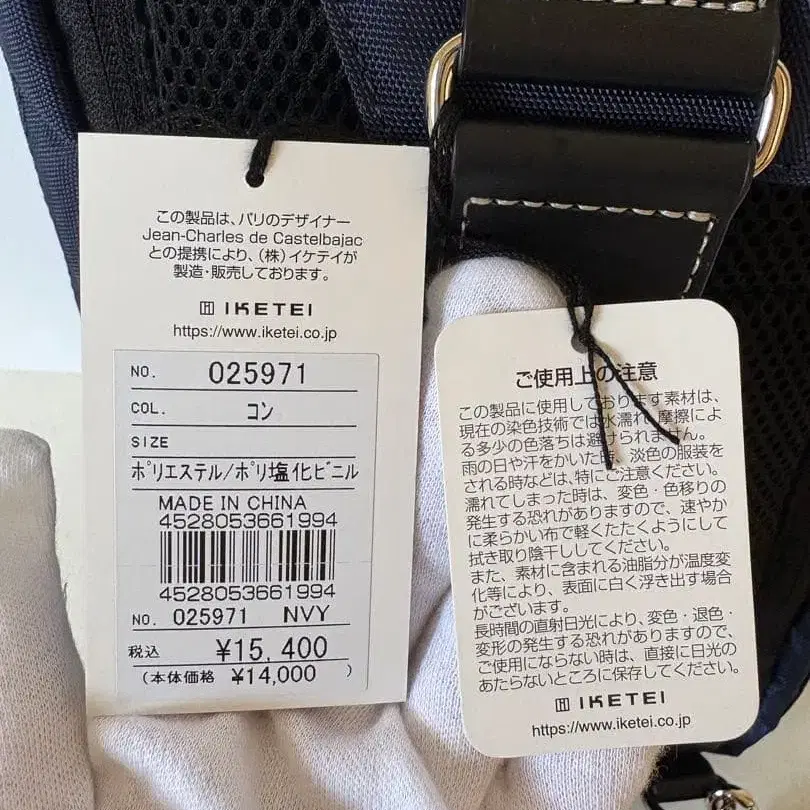 この製品は、パリのデザイナー
Jean-Charles de Castelbajac
との提携により、(株)イケテイが
製造・販売しております。
IKETEI
https://www.iketei.co.jp
NO. 025971
COL. コン
SIZE
ポリエステル/ポリ塩化ビニル
MADE IN CHINA
4528053661994
4528053661994
NO. 025971 NVY
税込 ¥15,400
(本体価格 ¥14,000)
ご使用上の注意
この製品に使用しております素材は、
現在の染色技術では水濡れ、摩擦によ
る多少の色落ちは避けられません。
雨の日や汗をかいた時、淡色の服装を
される時などは、特にご注意ください。
濡れてしまった時は、変色・色移りの
発生する恐れがありますので、速やか
に柔らかい布で軽くたたくようにして
拭き取り陰干ししてください。
また、素材に含まれる油脂分が温度変
化等により、表面に白く浮き出す場合
がございます。
長時間の直射日光により、変色・退色・
変形の発生する恐れがありますので、
ご使用にならない時は、直接に日光の
あたらないところに保存してください。
IKETEI
https://www.iketei.co.jp